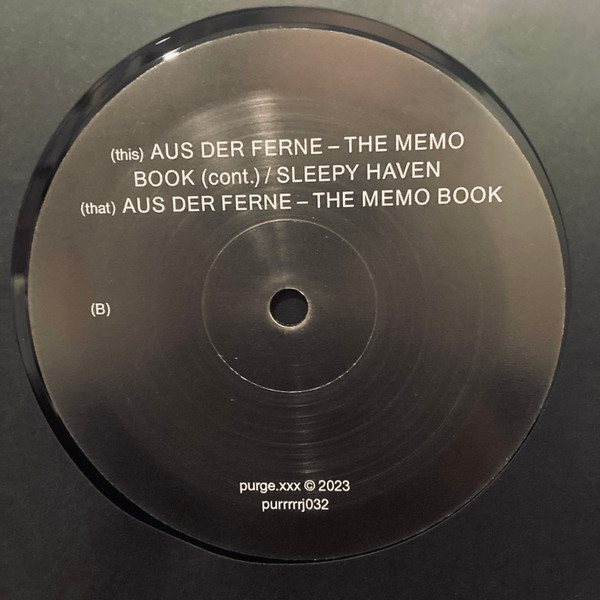 (this) AUS DER FERNE – THE MEMO
BOOK (cont.) / SLEEPY HAVEN
(that) AUS DER FERNE – THE MEMO BOOK
(B)
purge.xxx © 2023
purrrrrj032